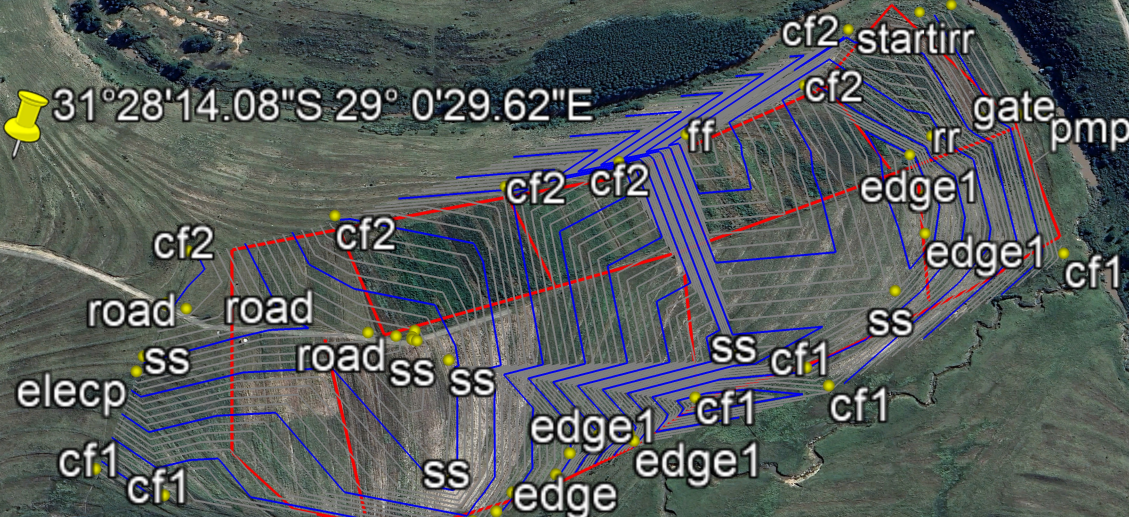 cf2
startirr
cf2
31°28'14.08"S 29° 0'29.62"E
gate
pmp
ff
rr
cf2
cf2
edge1
cf2
cf2
edge1
cf1
road
road
ss
ss
road
ss
ss
ss
cf1
elecp
cf1
cf1
edge1
edge1
cf1
cf1
ss
edge